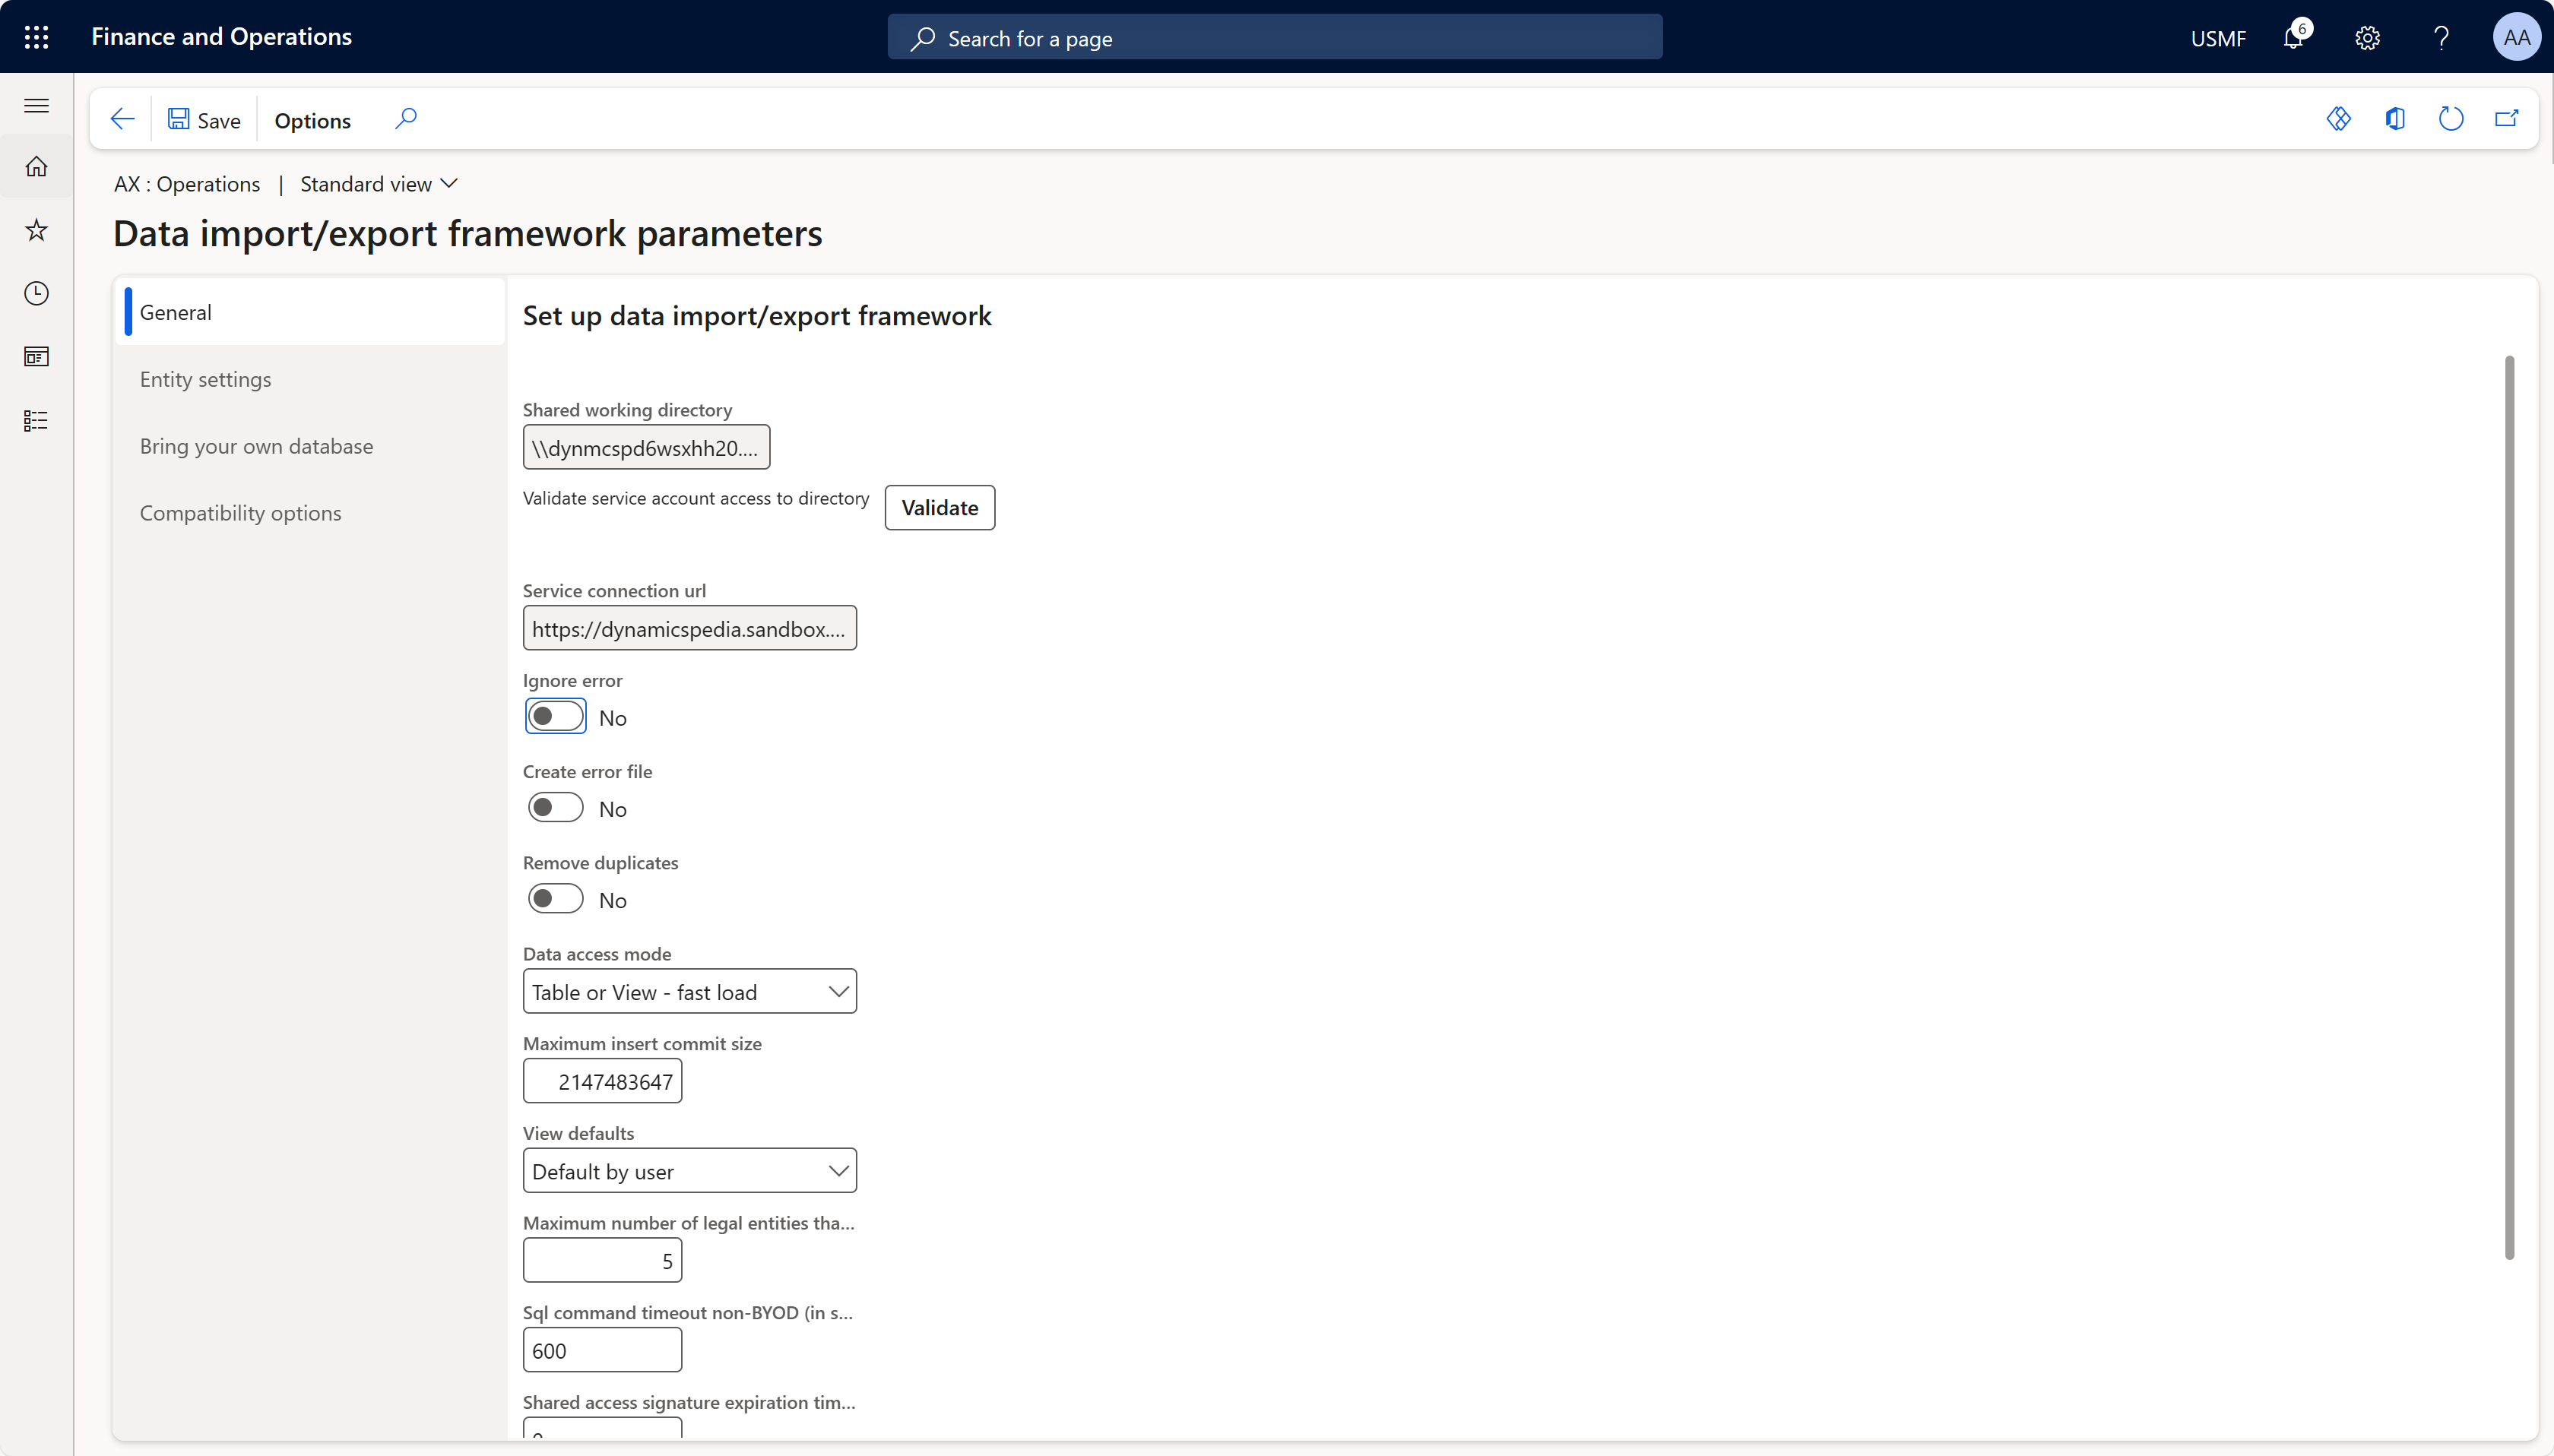 Finance and Operations
Search for a page
USMF
6
AA
Save
Options
AX : Operations | Standard view
Data import/export framework parameters
General
Entity settings
Bring your own database
Compatibility options
Set up data import/export framework
Shared working directory
\\dynmcspd6wsxhh20....
Validate service account access to directory
Validate
Service connection url
https://dynamicspedia.sandbox....
Ignore error
No
Create error file
No
Remove duplicates
No
Data access mode
Table or View - fast load
Maximum insert commit size
2147483647
View defaults
Default by user
Maximum number of legal entities tha...
5
Sql command timeout non-BYOD (in s...
600
Shared access signature expiration tim...